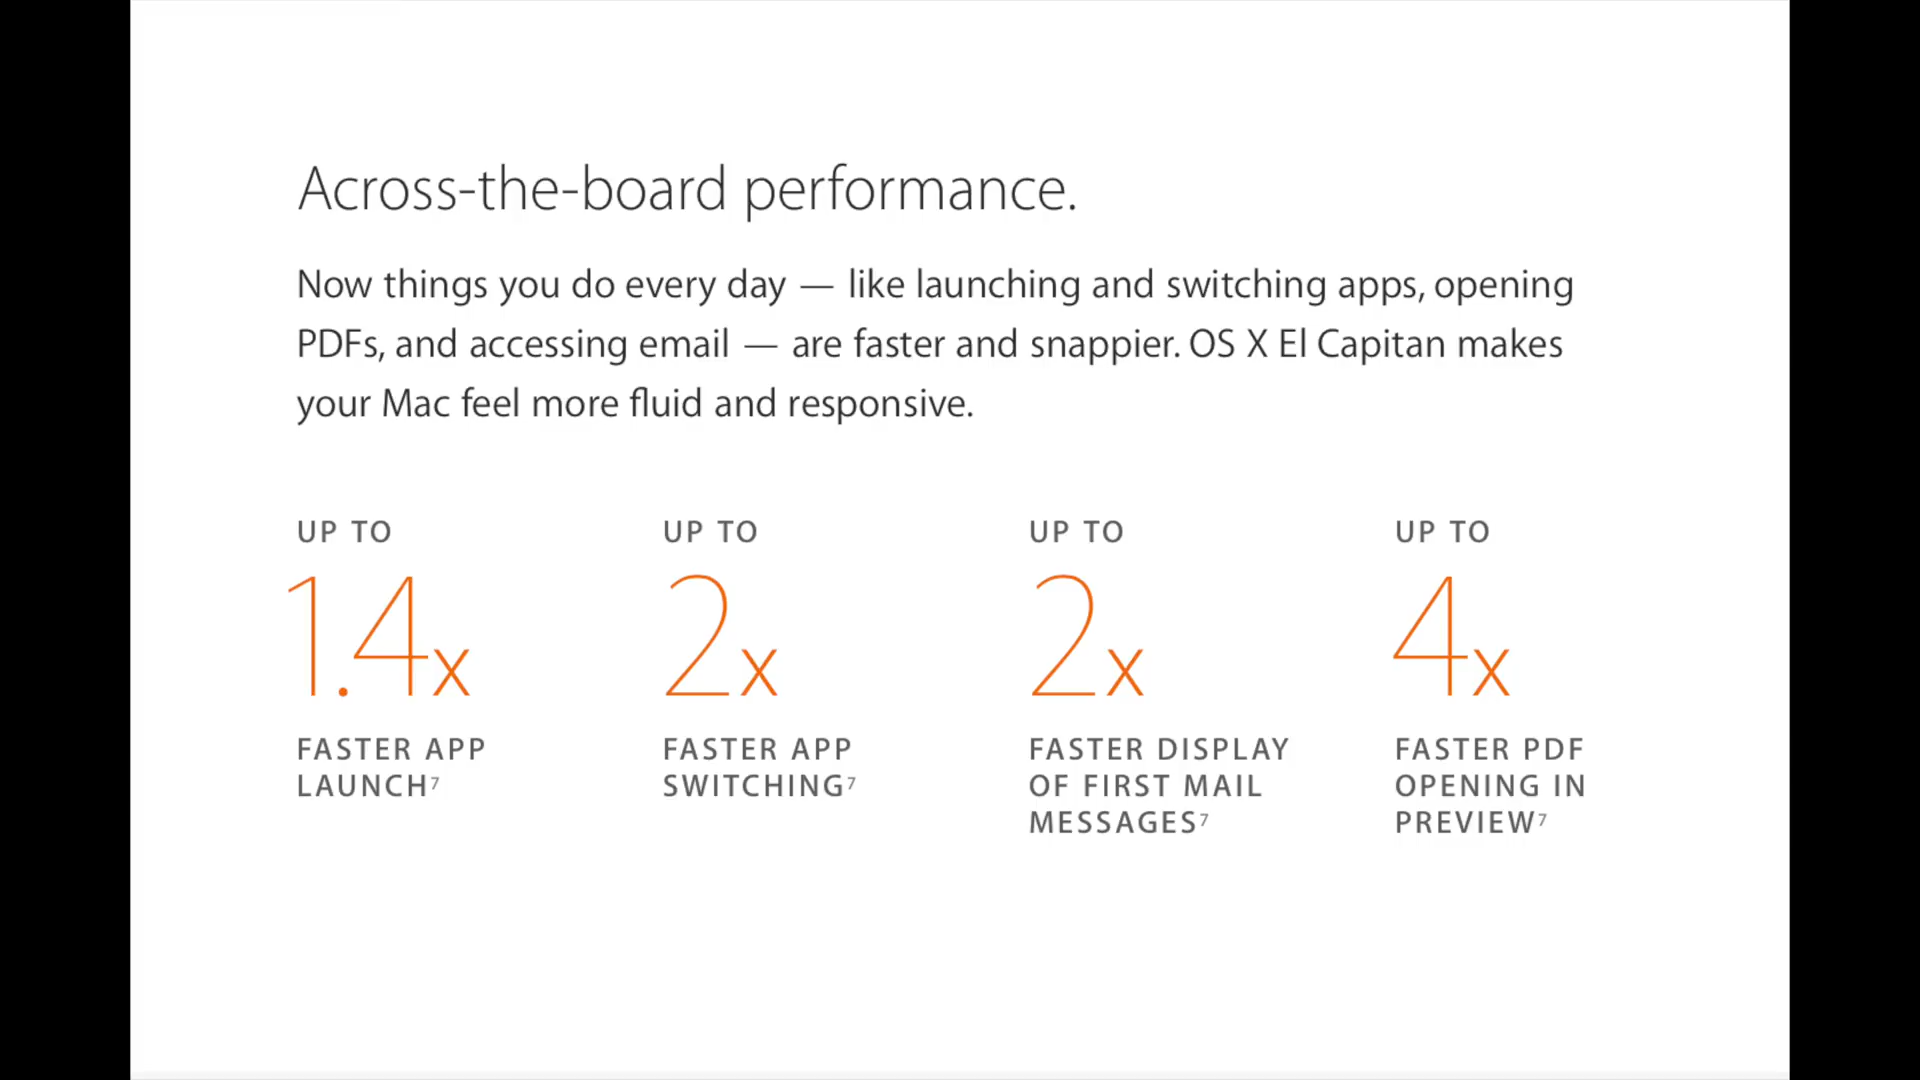 Across-the-board performance.
Now things you do every day — like launching and switching apps, opening
PDFs, and accessing email — are faster and snappier. OS X El Capitan makes
your Mac feel more fluid and responsive.
UP TO
1.4x
FASTER APP
LAUNCH7
UP TO
2x
FASTER APP
SWITCHING7
UP TO
2x
FASTER DISPLAY
OF FIRST MAIL
MESSAGES7
UP TO
4x
FASTER PDF
OPENING IN
PREVIEW7